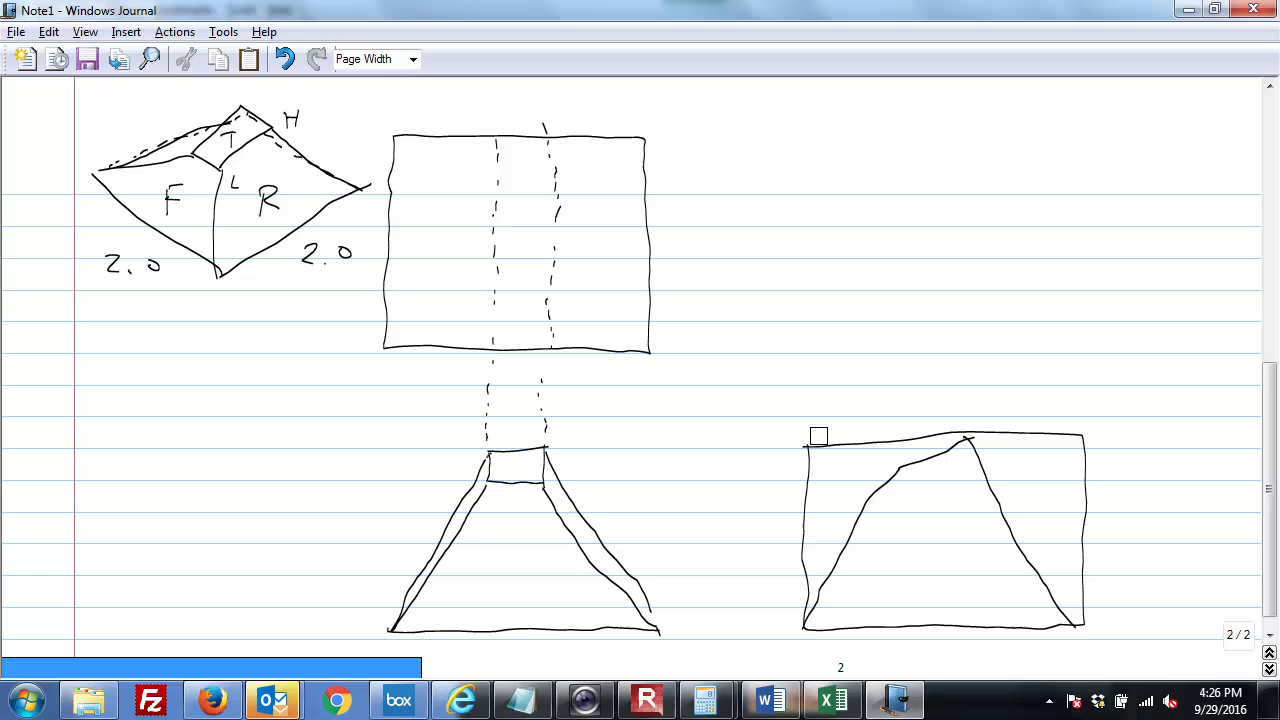 Note1 - Windows Journal
File Edit View Insert Actions Tools Help
Page Width
H
T
L
F
R
2.0
2.0
2 / 2
2
box
4:26 PM
9/29/2016